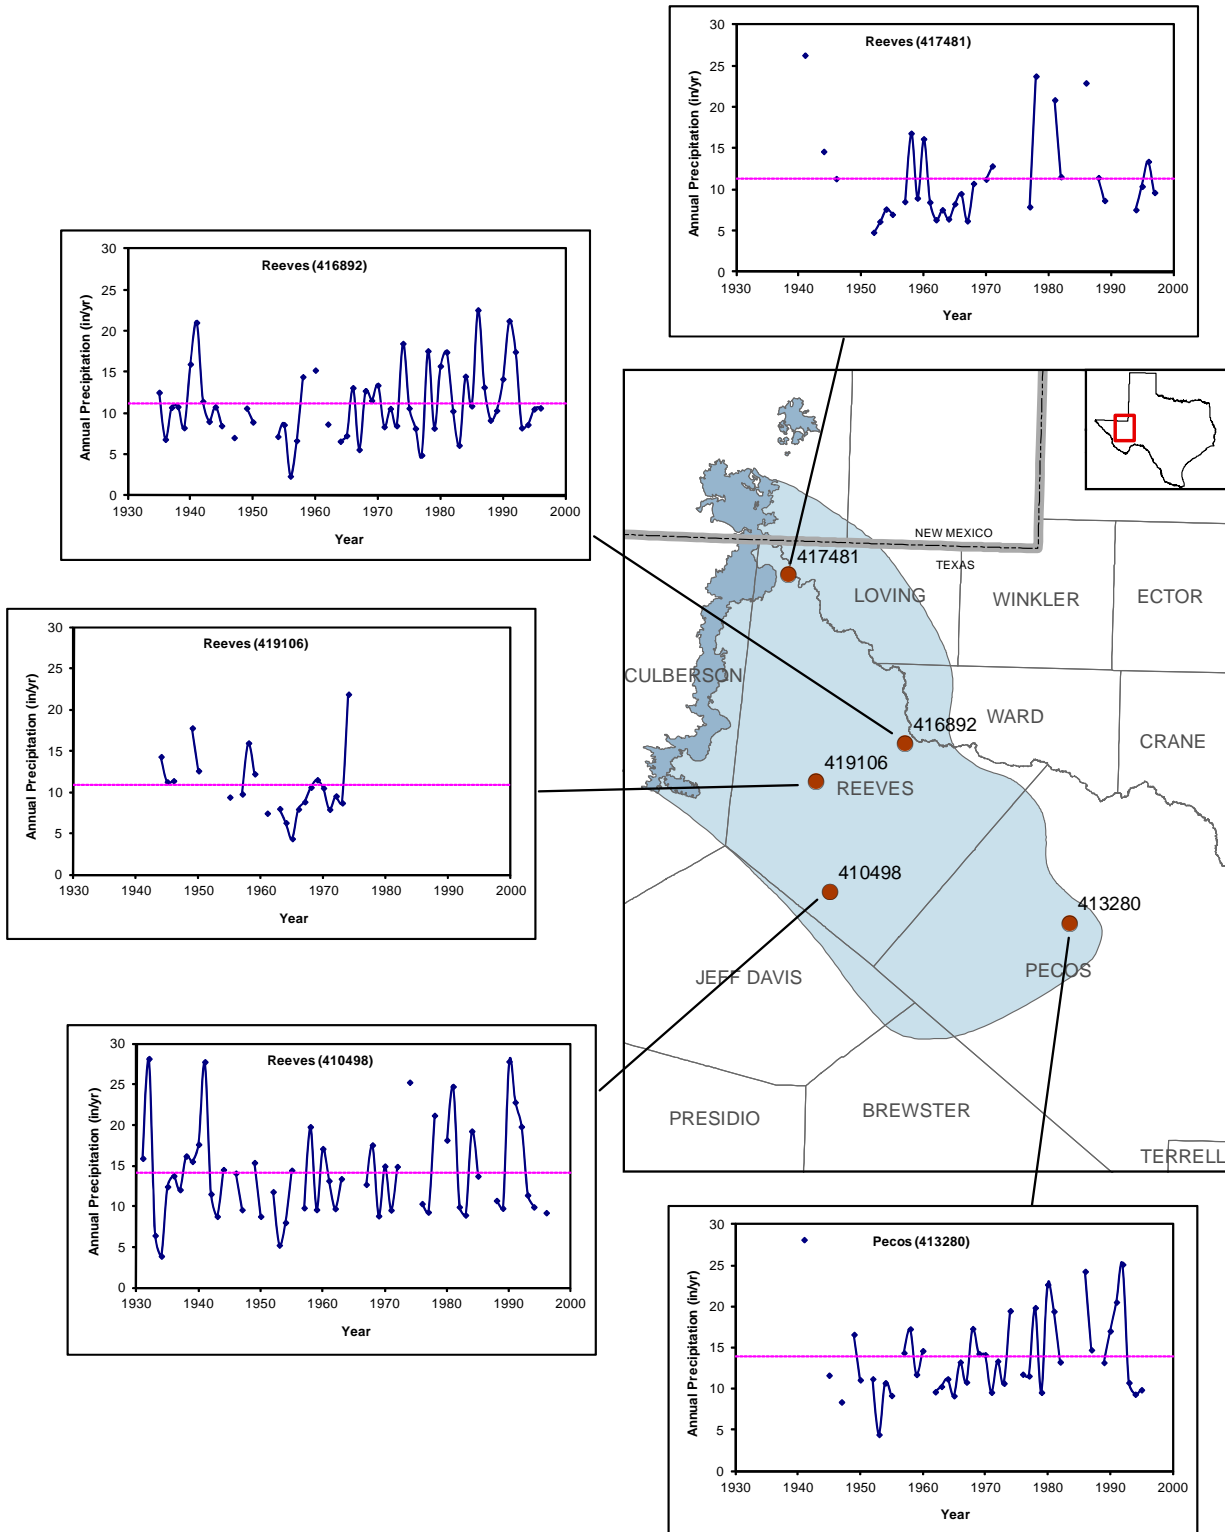 Reeves (417481)
Annual Precipitation (in/yr)
30
25
20
15
10
5
0
1930 1940 1950 1960 1970 1980 1990 2000
Year
Reeves (416892)
Annual Precipitation (in/yr)
30
25
20
15
10
5
0
1930 1940 1950 1960 1970 1980 1990 2000
Year
Reeves (419106)
Annual Precipitation (in/yr)
30
25
20
15
10
5
0
1930 1940 1950 1960 1970 1980 1990 2000
Year
Reeves (410498)
Annual Precipitation (in/yr)
30
25
20
15
10
5
0
1930 1940 1950 1960 1970 1980 1990 2000
Year
NEW MEXICO
TEXAS
417481
LOVING
WINKLER
ECTOR
CULBERSON
416892
WARD
CRANE
419106
REEVES
410498
413280
JEFF DAVIS
PECOS
PRESIDIO
BREWSTER
TERRELL
Pecos (413280)
Annual Precipitation (in/yr)
30
25
20
15
10
5
0
1930 1940 1950 1960 1970 1980 1990 2000
Year